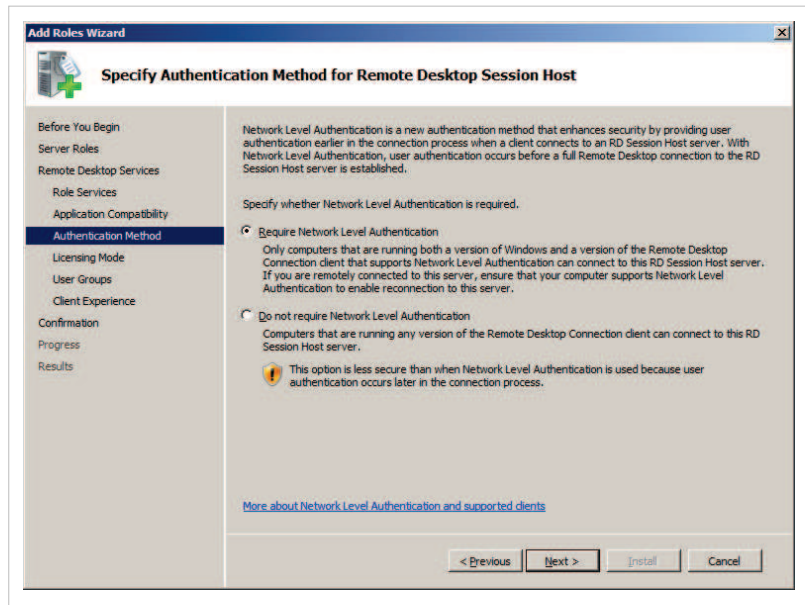 Add Roles Wizard
Specify Authentication Method for Remote Desktop Session Host
Before You Begin
Server Roles
Remote Desktop Services
Role Services
Application Compatibility
Authentication Method
Licensing Mode
User Groups
Client Experience
Confirmation
Progress
Results
Network Level Authentication is a new authentication method that enhances security by providing user
authentication earlier in the connection process when a client connects to an RD Session Host server. With
Network Level Authentication, user authentication occurs before a full Remote Desktop connection to the RD
Session Host server is established.
Specify whether Network Level Authentication is required.
Require Network Level Authentication
Only computers that are running both a version of Windows and a version of the Remote Desktop
Connection client that supports Network Level Authentication can connect to this RD Session Host server.
If you are remotely connected to this server, ensure that your computer supports Network Level
Authentication to enable reconnection to this server.
Do not require Network Level Authentication
Computers that are running any version of the Remote Desktop Connection client can connect to this RD
Session Host server.
This option is less secure than when Network Level Authentication is used because user
authentication occurs later in the connection process.
More about Network Level Authentication and supported clients
< Previous
Next >
Install
Cancel